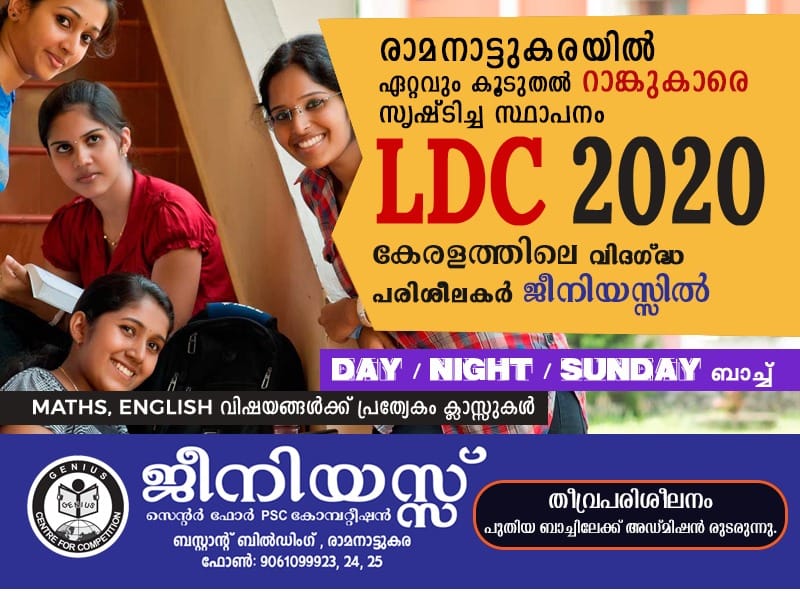 രാമനാട്ടുകരയിൽ
ഏറ്റവും കൂടുതൽ റാങ്കുകാരെ
സൃഷ്ടിച്ച സ്ഥാപനം
LDC 2020
കേരളത്തിലെ വിദഗ്ദ്ധ
പരിശീലകർ ജീനിയസ്സിൽ
DAY / NIGHT / SUNDAY ബാച്ച്
MATHS, ENGLISH വിഷയങ്ങൾക്ക് പ്രത്യേകം ക്ലാസ്സുകൾ
GENIUS
GENIUS
CENTRE FOR COMPETITION
ജീനിയസ്സ്
സെന്റർ ഫോർ PSC കോമ്പറ്റീഷൻ
ബസ്റ്റാന്റ് ബിൽഡിംഗ് , രാമനാട്ടുകര
ഫോൺ: 9061099923, 24, 25
തീവ്രപരിശീലനം
പുതിയ ബാച്ചിലേക്ക് അഡ്മിഷൻ രുടരുന്നു.